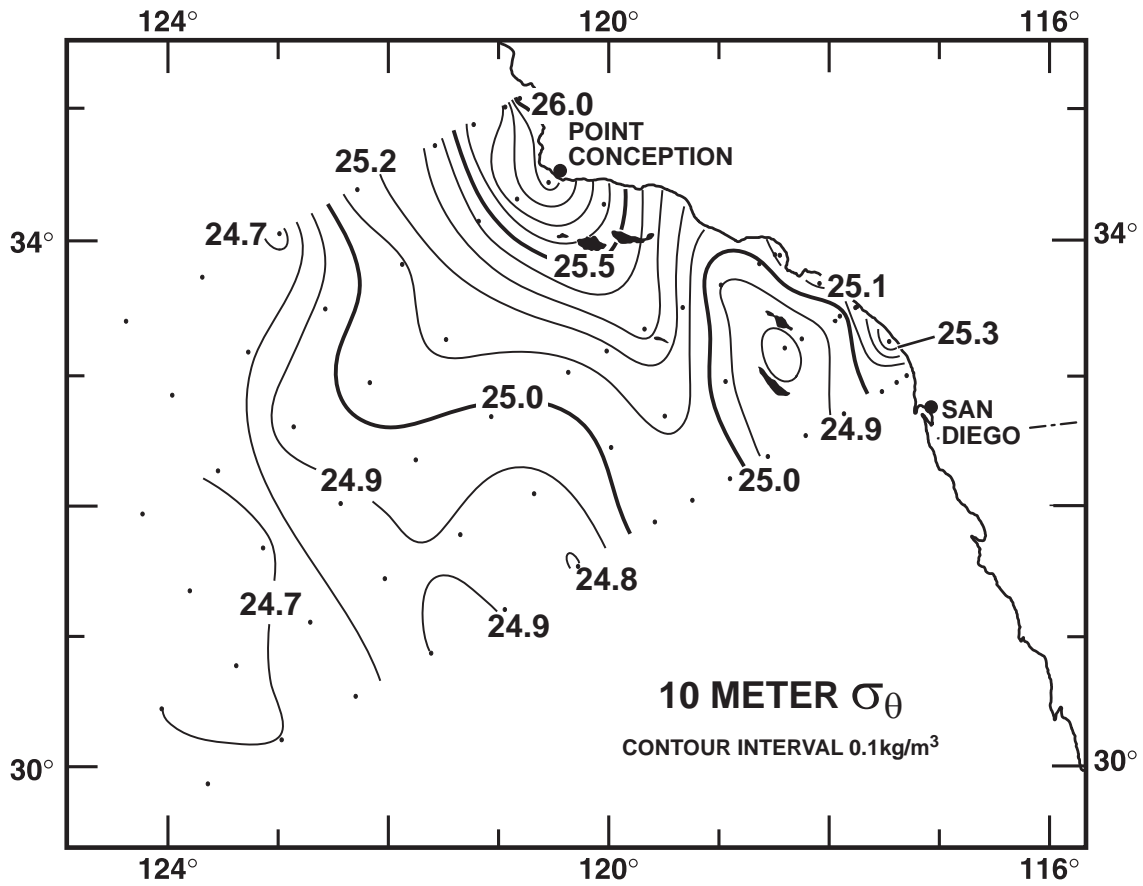 124° 120° 116°
26.0
POINT
CONCEPTION
25.2
24.7
34° 34°
25.5
25.1
25.3
25.0
SAN
DIEGO
24.9
24.9
25.0
24.8
24.7
24.9
10 METER σθ
CONTOUR INTERVAL 0.1kg/m³
30° 30°
124° 120° 116°